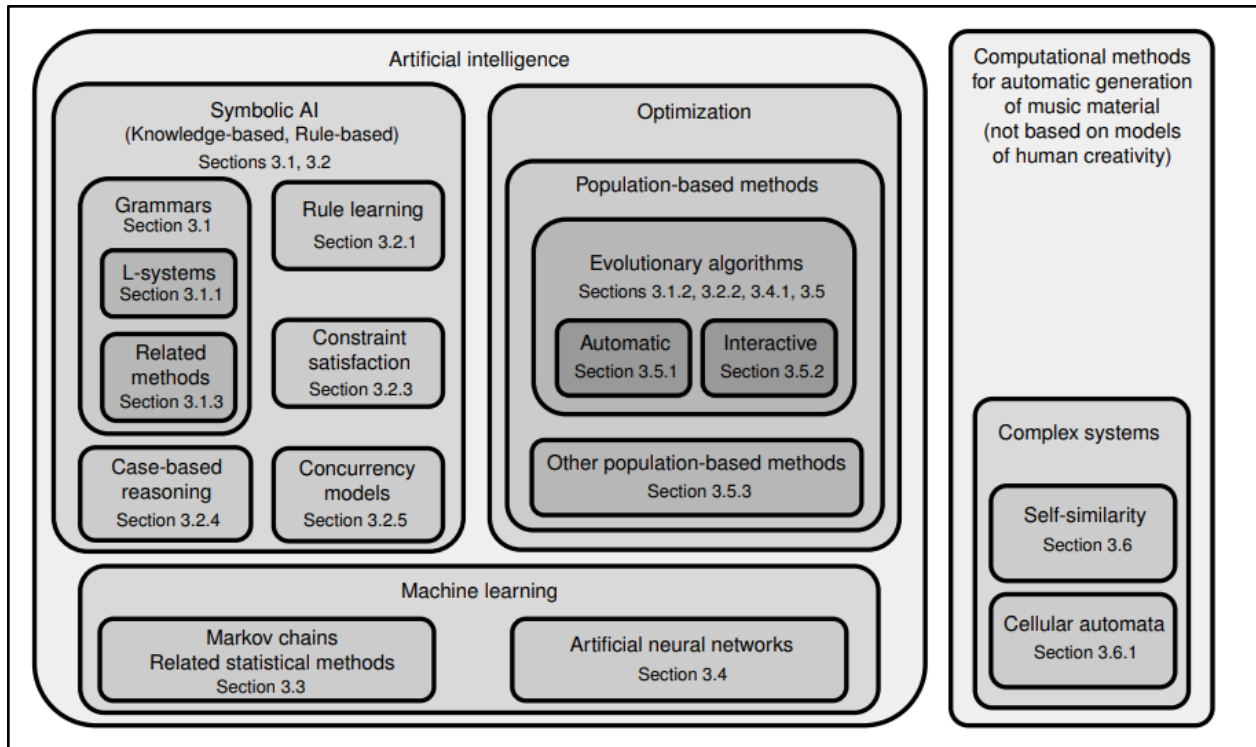 Artificial intelligence
Symbolic AI
(Knowledge-based, Rule-based)
Sections 3.1, 3.2
Grammars
Section 3.1
L-systems
Section 3.1.1
Related
methods
Section 3.1.3
Rule learning
Section 3.2.1
Constraint
satisfaction
Section 3.2.3
Case-based
reasoning
Section 3.2.4
Concurrency
models
Section 3.2.5
Optimization
Population-based methods
Evolutionary algorithms
Sections 3.1.2, 3.2.2, 3.4.1, 3.5
Automatic
Section 3.5.1
Interactive
Section 3.5.2
Other population-based methods
Section 3.5.3
Machine learning
Markov chains
Related statistical methods
Section 3.3
Artificial neural networks
Section 3.4
Computational methods
for automatic generation
of music material
(not based on models
of human creativity)
Complex systems
Self-similarity
Section 3.6
Cellular automata
Section 3.6.1